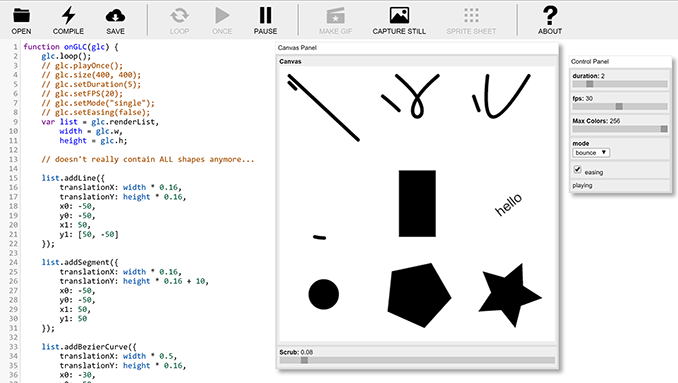 OPEN COMPILE SAVE LOOP ONCE PAUSE MAKE GIF CAPTURE STILL SPRITE SHEET ABOUT
1 function onGLC(glc) {
2 glc.loop();
3 // glc.playOnce();
4 // glc.size(400, 400);
5 // glc.setDuration(5);
6 // glc.setFPS(20);
7 // glc.setMode("single");
8 // glc.setEasing(false);
9 var list = glc.renderList,
10 width = glc.w,
11 height = glc.h;
12
13 // doesn't really contain ALL shapes anymore...
14
15 list.addLine({
16 translationX: width * 0.16,
17 translationY: height * 0.16,
18 x0: -50,
19 y0: -50,
20 x1: 50,
21 y1: [50, -50]
22 });
23
24 list.addSegment({
25 translationX: width * 0.16,
26 translationY: height * 0.16 + 10,
27 x0: -50,
28 y0: -50,
29 x1: 50,
30 y1: 50
31 });
32
33 list.addBezierCurve({
34 translationX: width * 0.5,
35 translationY: height * 0.16,
36 x0: -30,
Canvas Panel
Canvas
hello
Scrub: 0.08
Control Panel
duration: 2
fps: 30
Max Colors: 256
mode
bounce
easing
playing